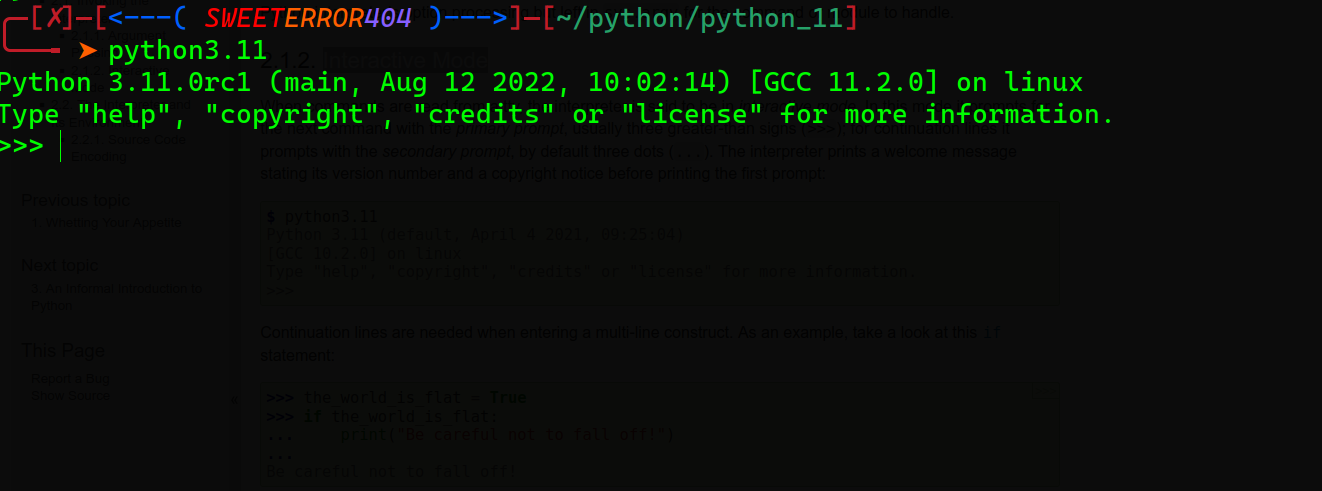 [✗]-[<---( SWEETERROR404 )--->]-[~/python/python_11]
➤ python3.11
2.1.2. Interactive Mode
Python 3.11.0rc1 (main, Aug 12 2022, 10:02:14) [GCC 11.2.0] on linux
Type "help", "copyright", "credits" or "license" for more information.
>>>
2.2.1. Source Code
Encoding
Previous topic
1. Whetting Your Appetite
Next topic
3. An Informal Introduction to
Python
This Page
Report a Bug
Show Source
command with the primary prompt, usually three greater-than signs (>>>); for continuation lines it
prompts with the secondary prompt, by default three dots (...). The interpreter prints a welcome message
stating its version number and a copyright notice before printing the first prompt:
$ python3.11
Python 3.11 (default, April 4 2021, 09:25:04)
[GCC 10.2.0] on linux
Type "help", "copyright", "credits" or "license" for more information.
>>>
Continuation lines are needed when entering a multi-line construct. As an example, take a look at this if
statement:
>>> the_world_is_flat = True
>>> if the_world_is_flat:
...     print("Be careful not to fall off!")
...
Be careful not to fall off!